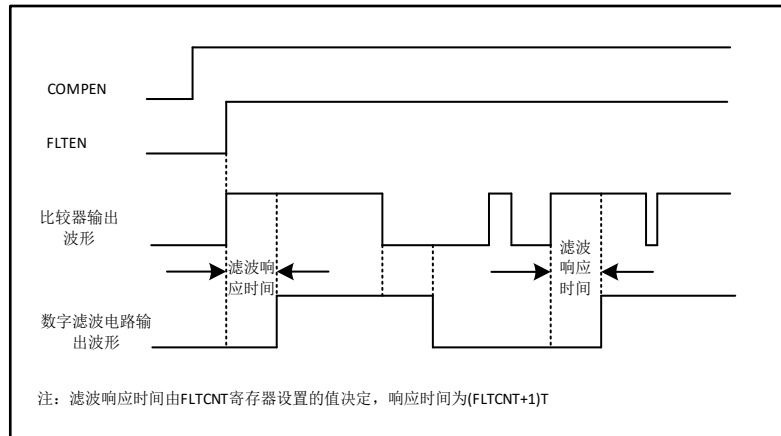 COMPEN
FLTEN
比较器输出
波形
滤波响
应时间
滤波
响应
时间
数字滤波电路输
出波形
注：滤波响应时间由FLTCNT寄存器设置的值决定，响应时间为(FLTCNT+1)T